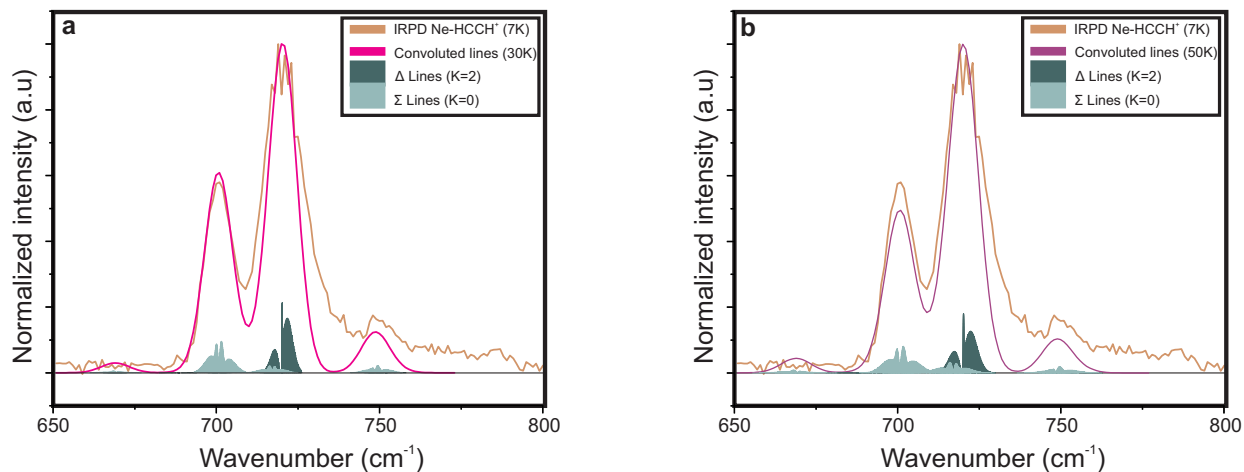 a
IRPD Ne-HCCH⁺ (7K)
Convoluted lines (30K)
Δ Lines (K=2)
Σ Lines (K=0)
Normalized intensity (a.u)
650
700
750
800
Wavenumber (cm⁻¹)
b
IRPD Ne-HCCH⁺ (7K)
Convoluted lines (50K)
Δ Lines (K=2)
Σ Lines (K=0)
Normalized intensity (a.u)
650
700
750
800
Wavenumber (cm⁻¹)